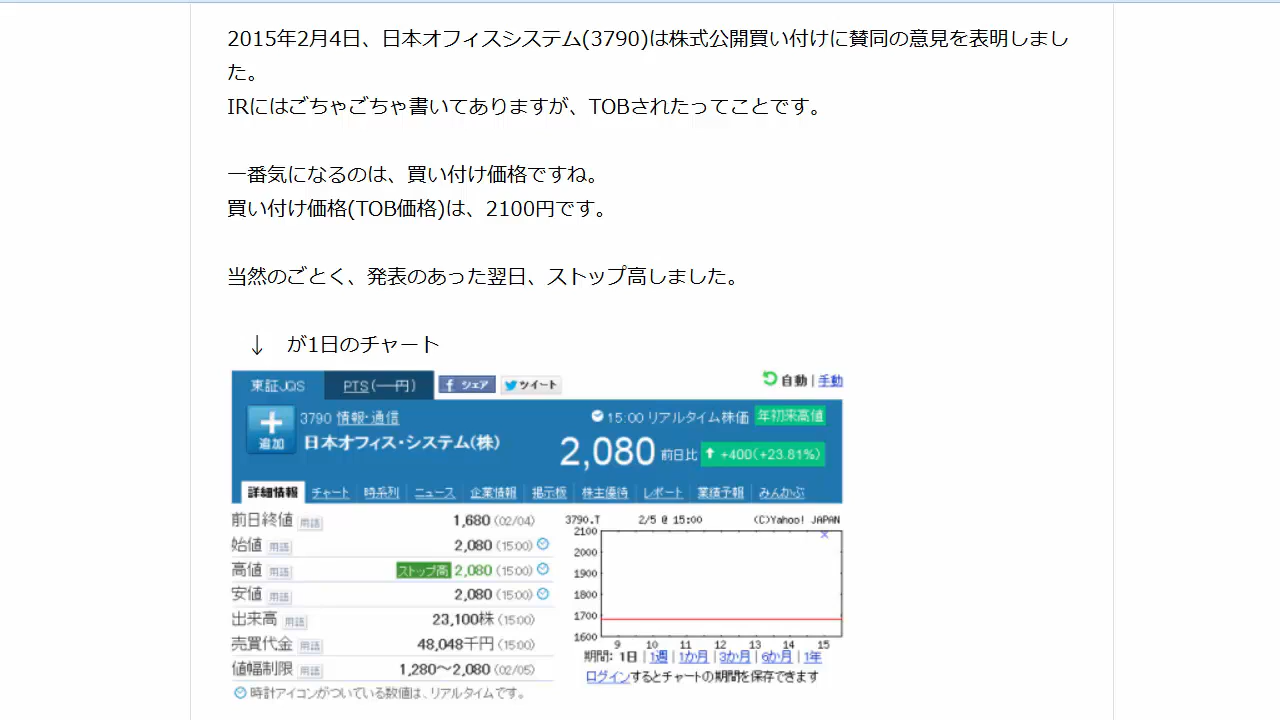 2015年2月4日、日本オフィスシステム(3790)は株式公開買い付けに賛同の意見を表明しまし
た。
IRにはごちゃごちゃ書いてありますが、TOBされたってことです。
一番気になるのは、買い付け価格ですね。
買い付け価格(TOB価格)は、2100円です。
当然のごとく、発表のあった翌日、ストップ高しました。
↓ が1日のチャート
東証JQS PTS(―円) シェア ツイート 自動 | 手動
追加 3790 情報・通信 15:00 リアルタイム株価 年初来高値
日本オフィス・システム(株) 2,080 前日比 +400(+23.81%)
詳細情報 チャート 時系列 ニュース 企業情報 掲示板 株主優待 レポート 業績予報 みんかぶ
前日終値 用語 1,680 (02/04)
始値 用語 2,080 (15:00)
高値 用語 ストップ高 2,080 (15:00)
安値 用語 2,080 (15:00)
出来高 用語 23,100株 (15:00)
売買代金 用語 48,048千円 (15:00)
値幅制限 用語 1,280～2,080 (02/05)
時計アイコンがついている数値は、リアルタイムです。
3790.T 2/5 @ 15:00 (C)Yahoo! JAPAN
2100
2000
1900
1800
1700
1600
9 10 11 12 13 14 15
期間: 1日 | 1週 | 1か月 | 3か月 | 6か月 | 1年
ログインするとチャートの期間を保存できます